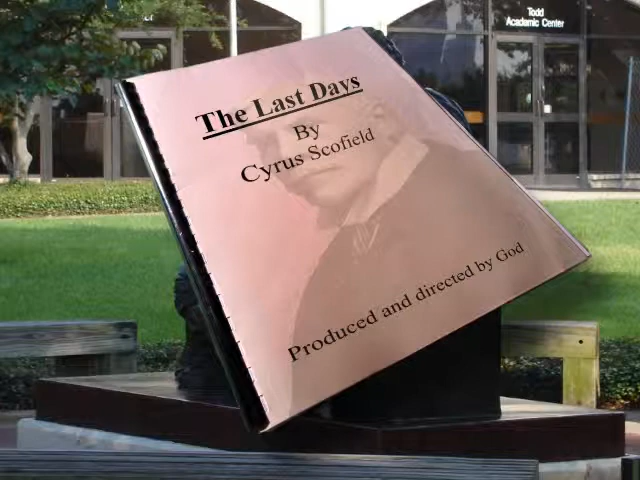 Todd
Academic Center
The Last Days
By
Cyrus Scofield
Produced and directed by God